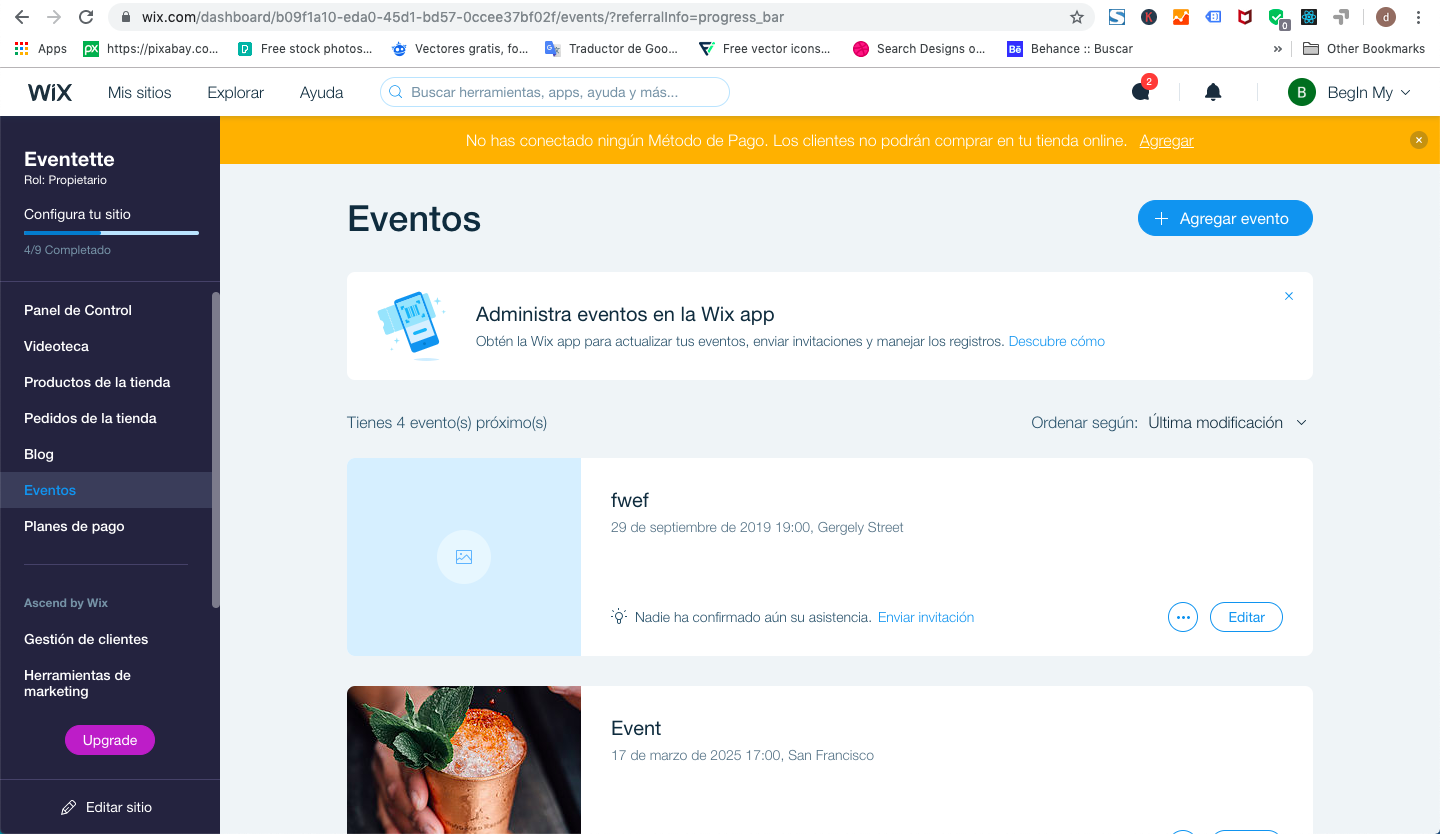 wix.com/dashboard/b09f1a10-eda0-45d1-bd57-0ccee37bf02f/events/?referralInfo=progress_bar
0
d
Apps
https://pixabay.co...
Free stock photos...
Vectores gratis, fo...
Traductor de Goo...
Free vector icons...
Search Designs o...
Behance :: Buscar
»
Other Bookmarks
WiX
Mis sitios
Explorar
Ayuda
Buscar herramientas, apps, ayuda y más...
2
B
BegIn My
Eventette
Rol: Propietario
Configura tu sitio
4/9 Completado
Panel de Control
Videoteca
Productos de la tienda
Pedidos de la tienda
Blog
Eventos
Planes de pago
Ascend by Wix
Gestión de clientes
Herramientas de
marketing
Upgrade
Editar sitio
No has conectado ningún Método de Pago. Los clientes no podrán comprar en tu tienda online. Agregar
Eventos
Agregar evento
Administra eventos en la Wix app
Obtén la Wix app para actualizar tus eventos, enviar invitaciones y manejar los registros. Descubre cómo
Tienes 4 evento(s) próximo(s)
Ordenar según: Última modificación
fwef
29 de septiembre de 2019 19:00, Gergely Street
Nadie ha confirmado aún su asistencia. Enviar invitación
Editar
Event
17 de marzo de 2025 17:00, San Francisco